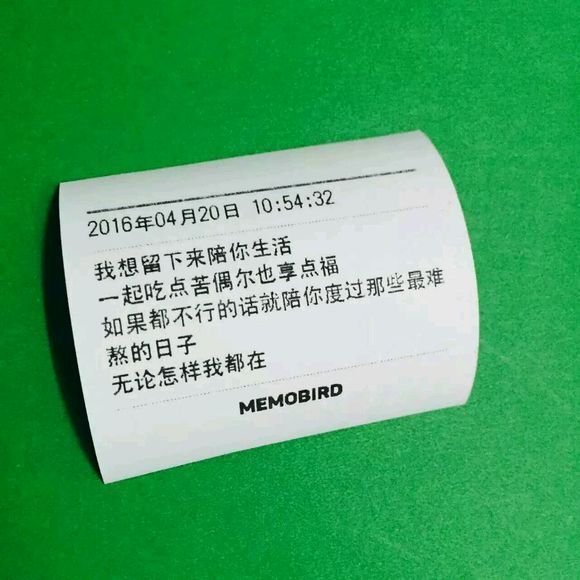 2016年04月20日 10:54:32
我想留下来陪你生活
一起吃点苦偶尔也享点福
如果都不行的话就陪你度过那些最难
熬的日子
无论怎样我都在
MEMOBIRD